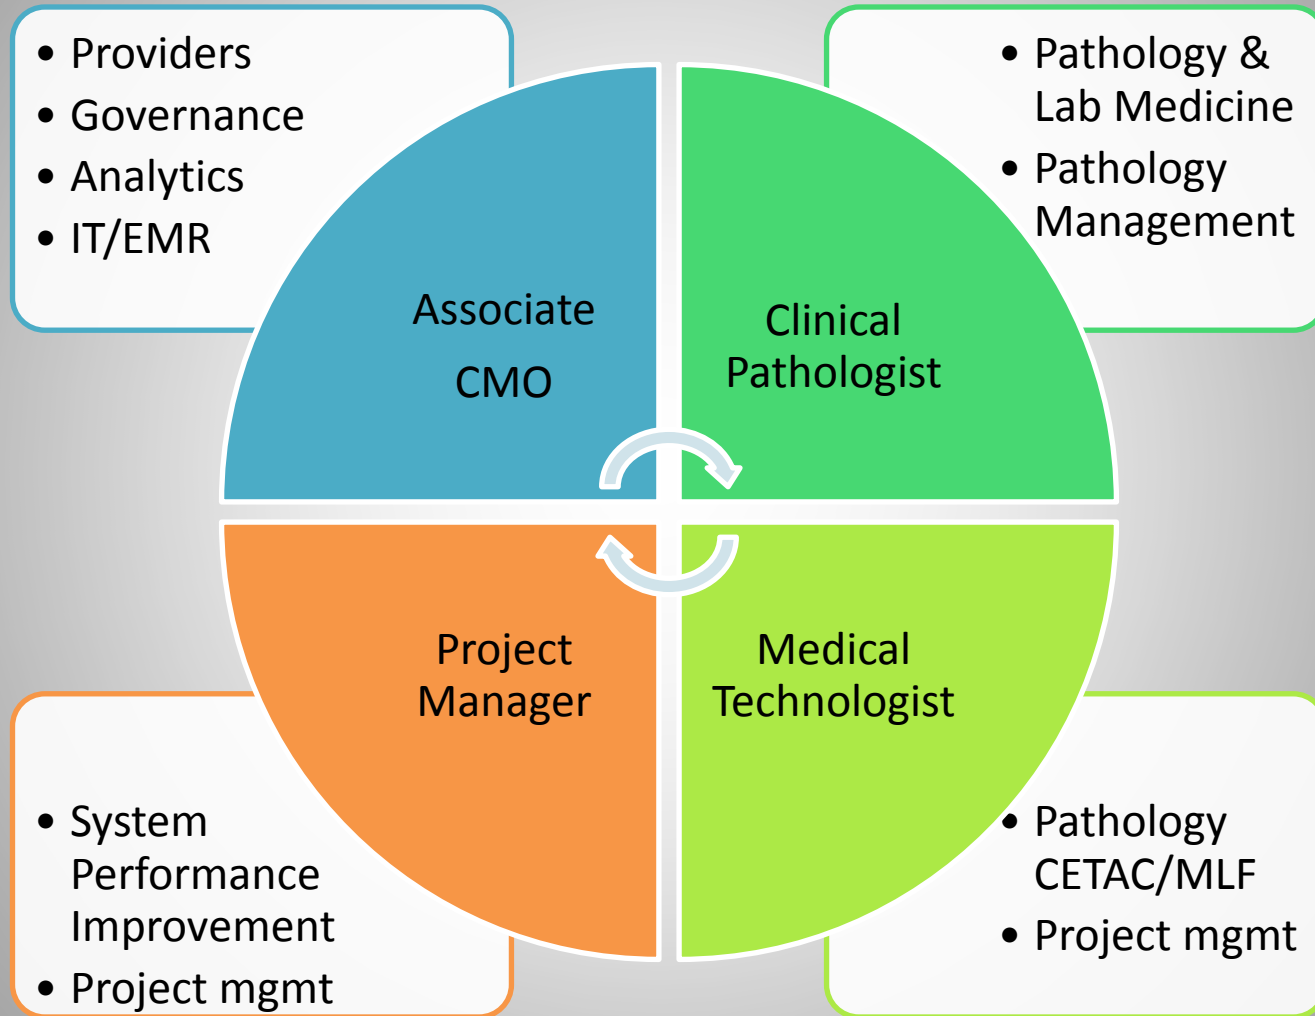 • Providers
• Governance
• Analytics
• IT/EMR
• Pathology &
Lab Medicine
• Pathology
Management
Associate
CMO
Clinical
Pathologist
Project
Manager
Medical
Technologist
• System
Performance
Improvement
• Project mgmt
• Pathology
CETAC/MLF
• Project mgmt